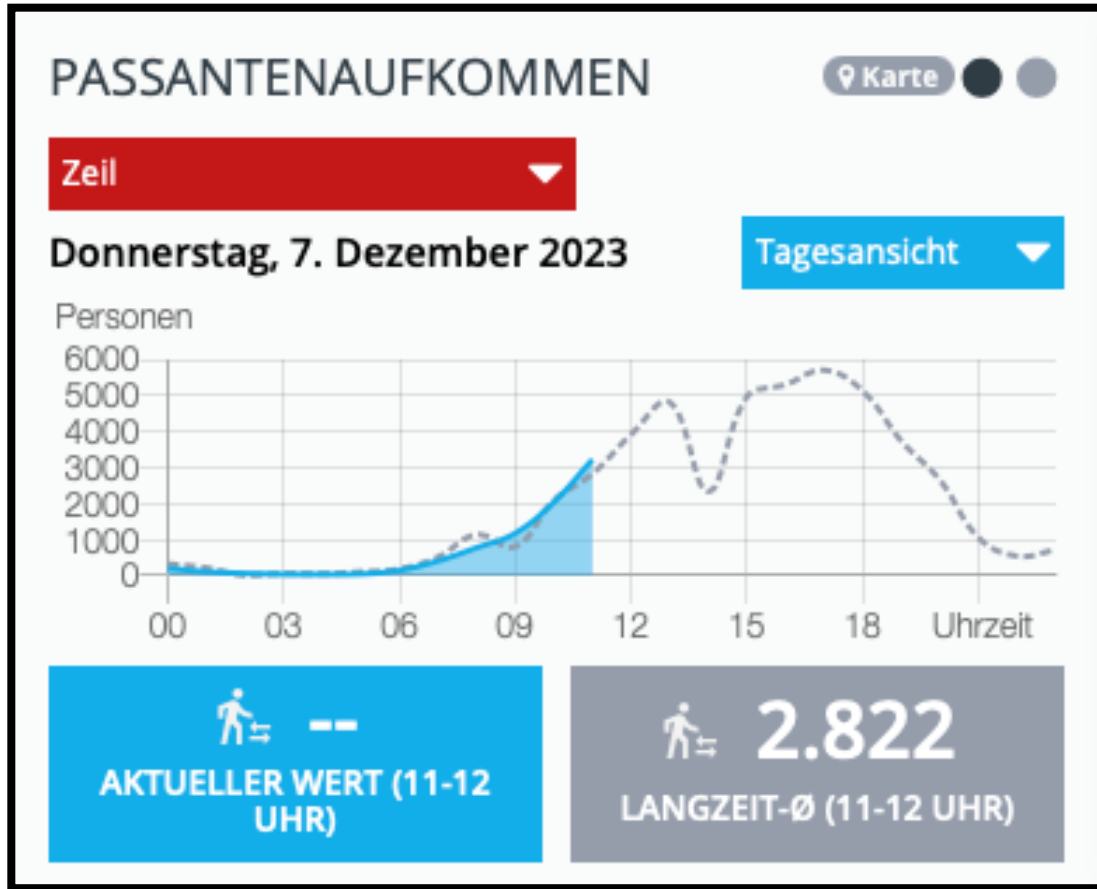 PASSANTENAUFKOMMEN
Karte
Zeil
Donnerstag, 7. Dezember 2023
Tagesansicht
Personen
6000
5000
4000
3000
2000
1000
0
00 03 06 09 12 15 18 Uhrzeit
--
AKTUELLER WERT (11-12
UHR)
2.822
LANGZEIT-Ø (11-12 UHR)